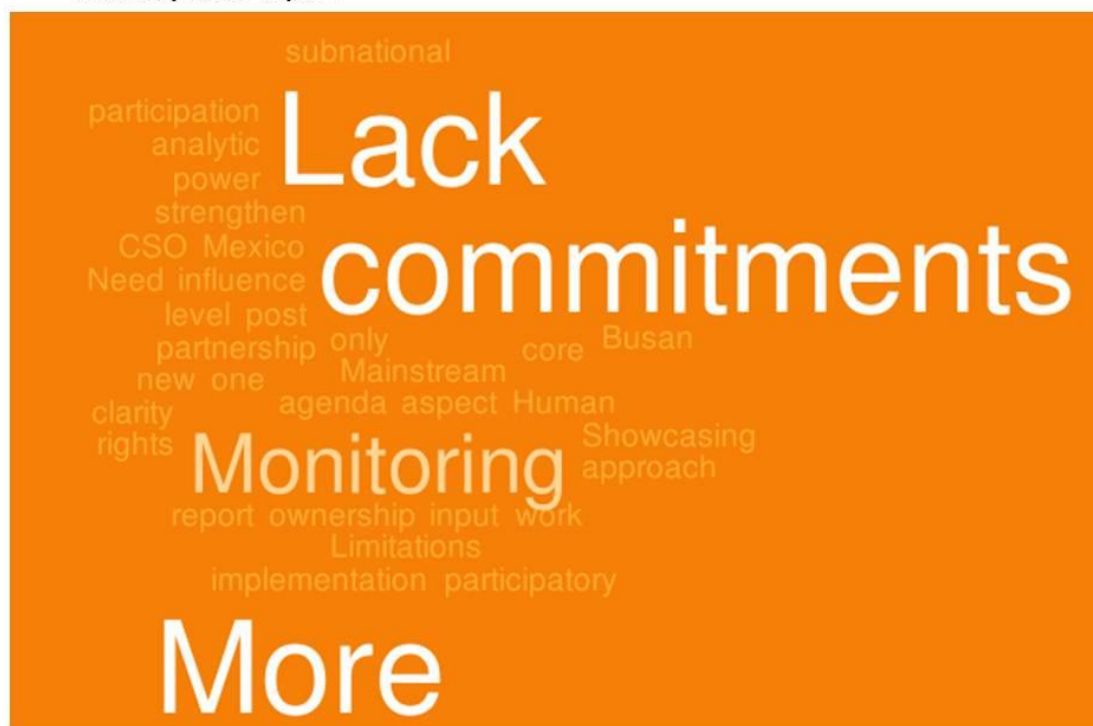 subnational
participation
analytic
Lack
power
strengthen
CSO Mexico
commitments
Need influence
level post
partnership only core Busan
new one Mainstream
clarity agenda aspect Human
rights Monitoring Showcasing
approach
report ownership input work
Limitations
implementation participatory
More